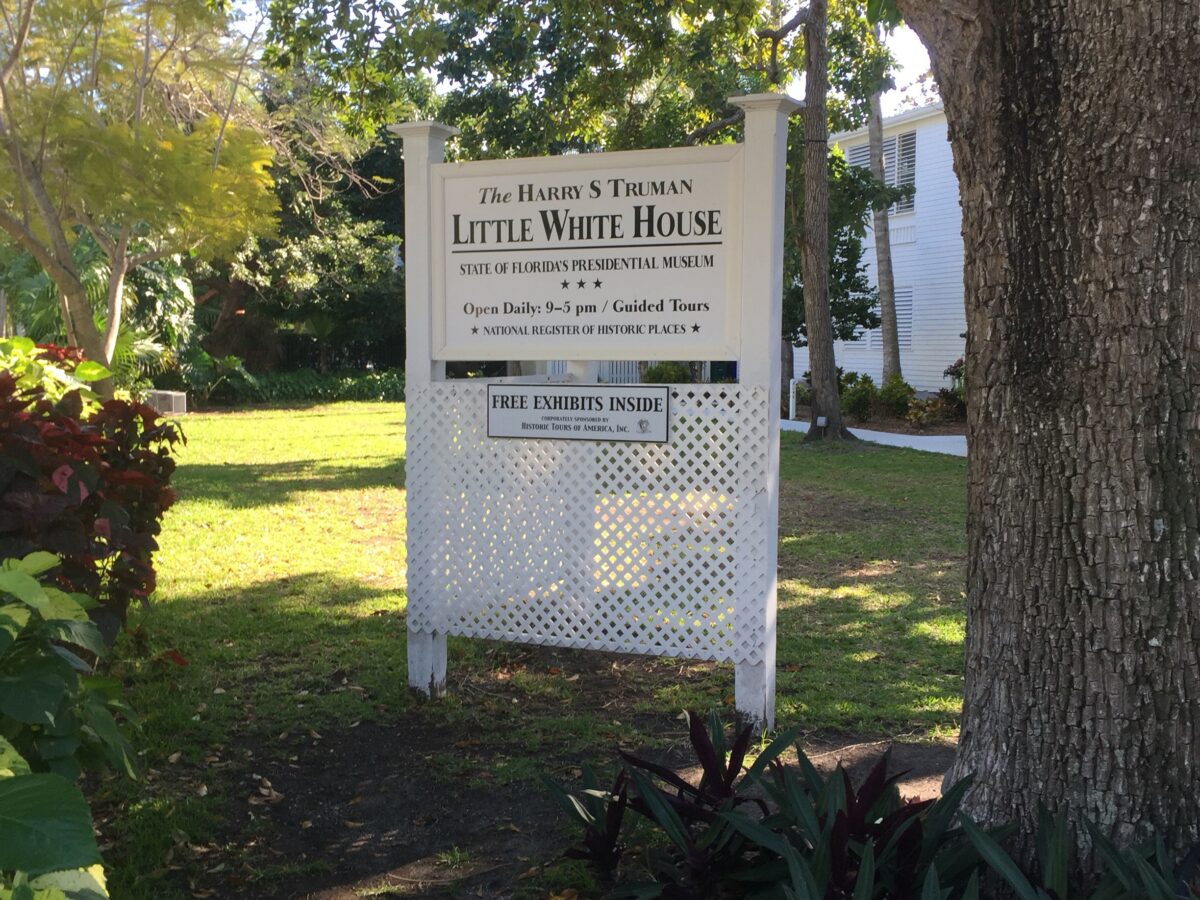 The HARRY S TRUMAN
LITTLE WHITE HOUSE
STATE OF FLORIDA'S PRESIDENTIAL MUSEUM
★ ★ ★
Open Daily: 9–5 pm / Guided Tours
★ NATIONAL REGISTER OF HISTORIC PLACES ★
FREE EXHIBITS INSIDE
CORPORATELY SPONSORED BY
HISTORIC TOURS OF AMERICA, INC.